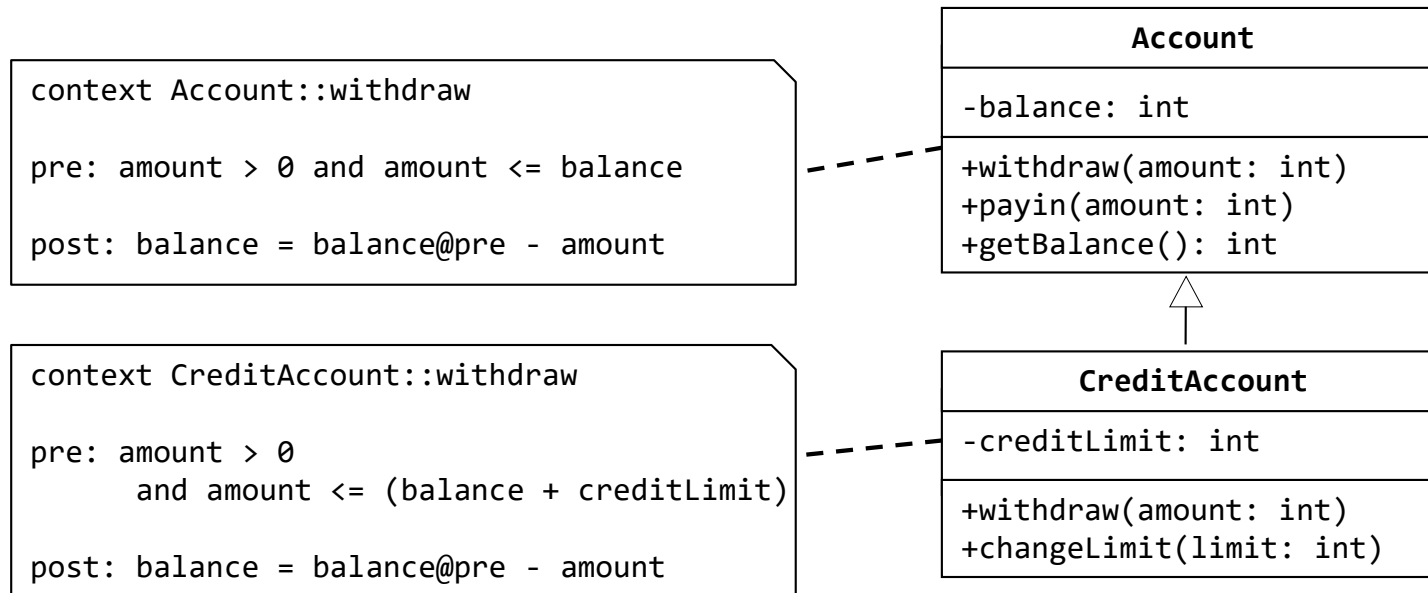 context Account::withdraw
pre: amount > 0 and amount <= balance
post: balance = balance@pre - amount
Account
-balance: int
+withdraw(amount: int)
+payin(amount: int)
+getBalance(): int
context CreditAccount::withdraw
pre: amount > 0
and amount <= (balance + creditLimit)
post: balance = balance@pre - amount
CreditAccount
-creditLimit: int
+withdraw(amount: int)
+changeLimit(limit: int)